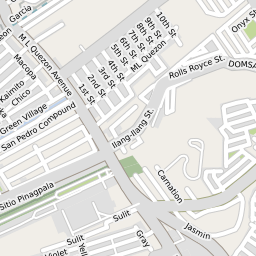 Garcia
10th St
9th St
8th St
7th St
6th St
5th St
4th St
3rd St
2nd St
1st St
ML Quezon
Onyx St
Rolls Royce St.
DOMSA
M L Quezon Avenue
Macopa
Kaimito
Chico
Green Village
San Pedro Compound
Ilang-Ilang St.
Sitio Pinagpala
Carnation
Jasmin
Sulit
Sulit
Gray
Violet